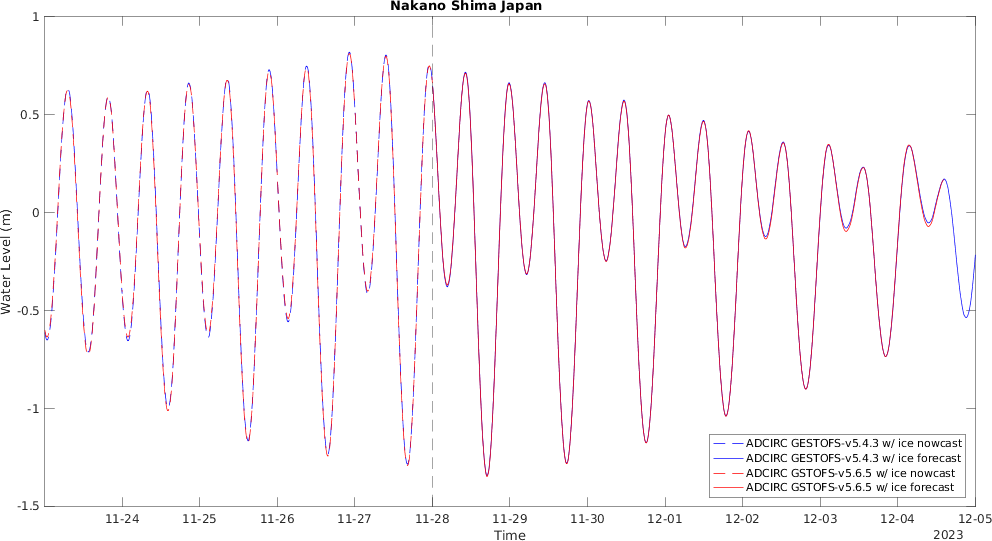 Nakano Shima Japan
1
0.5
0
-0.5
-1
-1.5
Water Level (m)
ADCIRC GESTOFS-v5.4.3 w/ ice nowcast
ADCIRC GESTOFS-v5.4.3 w/ ice forecast
ADCIRC GSTOFS-v5.6.5 w/ ice nowcast
ADCIRC GSTOFS-v5.6.5 w/ ice forecast
11-24 11-25 11-26 11-27 11-28 11-29 11-30 12-01 12-02 12-03 12-04 12-05
Time
2023